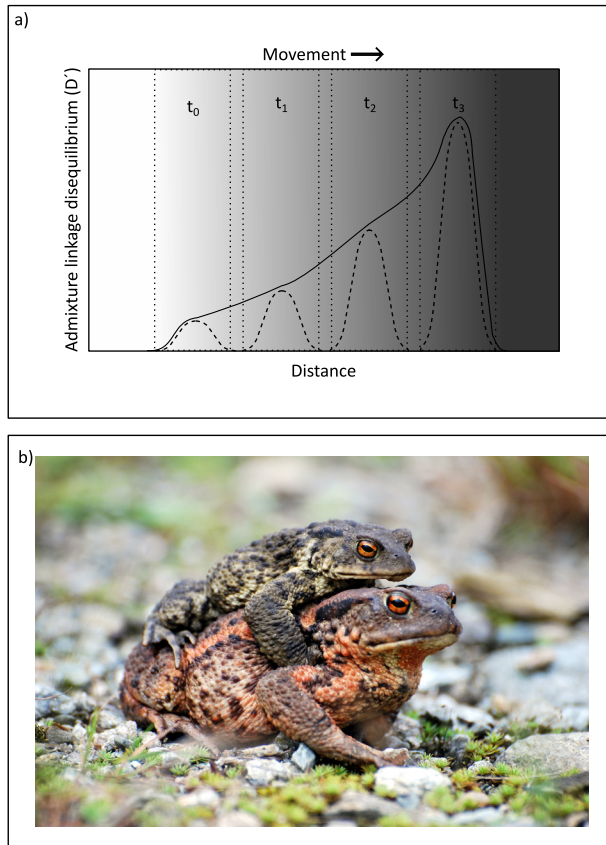 a)
Movement →
Admixture linkage disequilibrium (D´)
t0
t1
t2
t3
Distance
b)